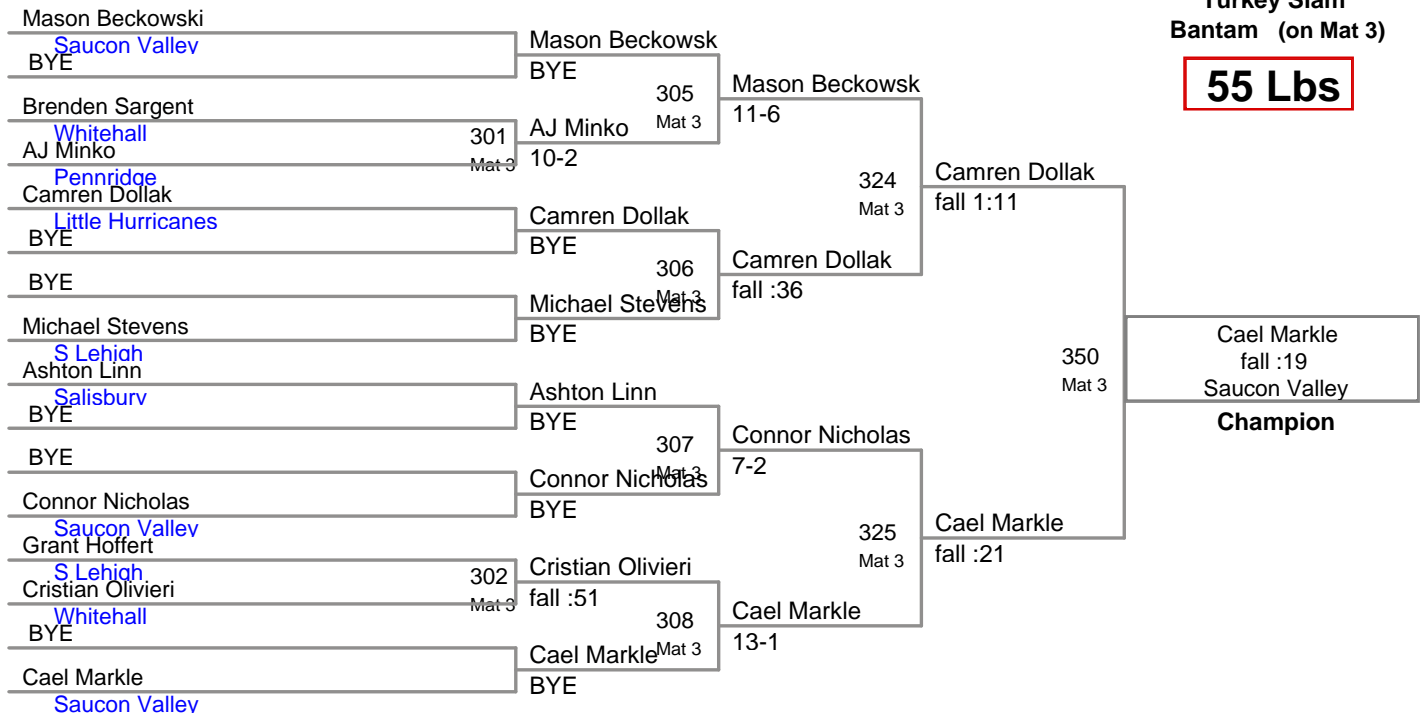 Turkey Slam
Bantam (on Mat 3)
55 Lbs
Mason Beckowski
Saucon Valley
BYE
Brenden Sargent
Whitehall
AJ Minko
Pennridge
Camren Dollak
Little Hurricanes
BYE
BYE
Michael Stevens
S Lehigh
Ashton Linn
Salisbury
BYE
BYE
Connor Nicholas
Saucon Valley
Grant Hoffert
S Lehigh
Cristian Olivieri
Whitehall
BYE
Cael Markle
Saucon Valley
301
Mat 3
302
Mat 3
Mason Beckowsk
BYE
AJ Minko
10-2
Camren Dollak
BYE
Michael Stevens
BYE
Ashton Linn
BYE
Connor Nicholas
BYE
Cristian Olivieri
fall :51
Cael Markle
BYE
305
Mat 3
306
Mat 3
307
Mat 3
308
Mat 3
Mason Beckowsk
11-6
Camren Dollak
fall :36
Connor Nicholas
7-2
Cael Markle
13-1
324
Mat 3
325
Mat 3
Camren Dollak
fall 1:11
Cael Markle
fall :21
350
Mat 3
Cael Markle
fall :19
Saucon Valley
Champion